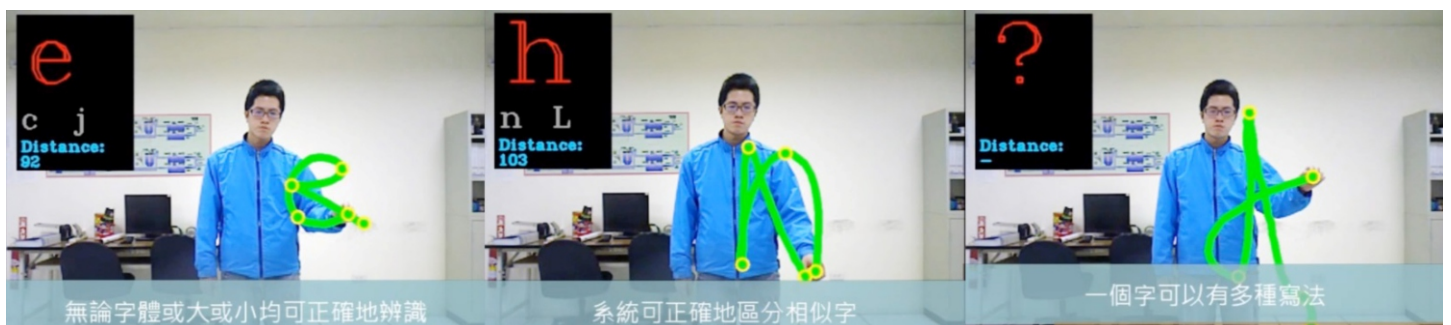 e
c j
Distance:
92
無論字體或大或小均可正確地辨識
h
n L
Distance:
103
系統可正確地區分相似字
?
Distance:
–
一個字可以有多種寫法